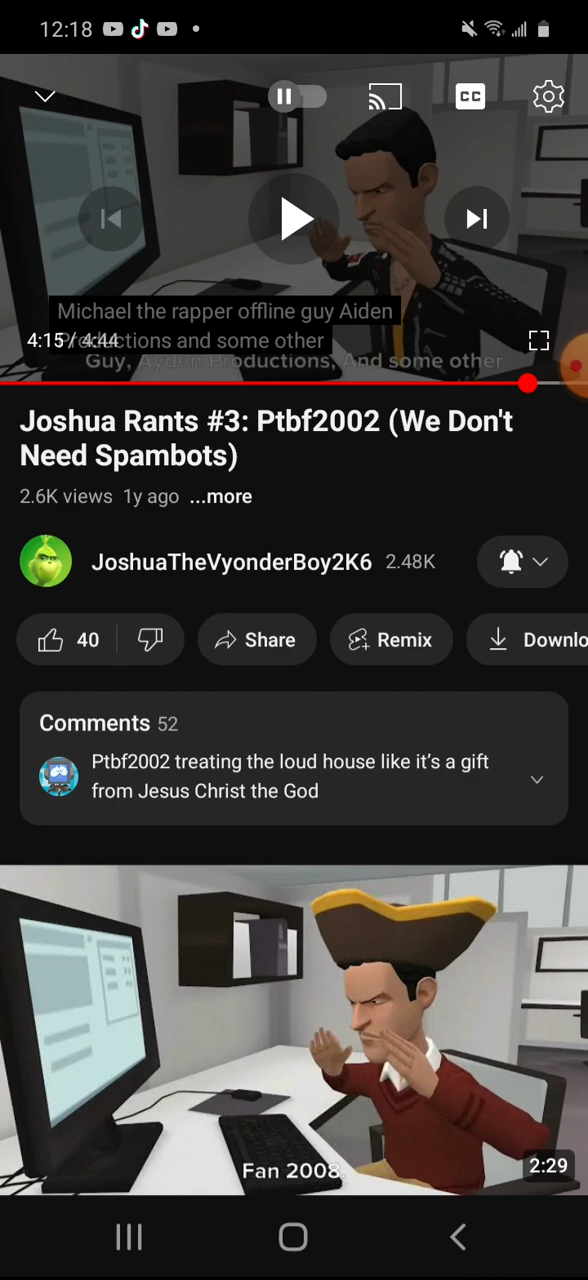 12:18
CC
Michael the rapper offline guy Aiden
Productions and some other
4:15 / 4:44
Guy, Ayden Productions, And some other
Joshua Rants #3: Ptbf2002 (We Don't
Need Spambots)
2.6K views 1y ago ...more
JoshuaTheVyonderBoy2K6 2.48K
40 Share Remix Downlo
Comments 52
Ptbf2002 treating the loud house like it’s a gift
from Jesus Christ the God
Fan 2008.
2:29